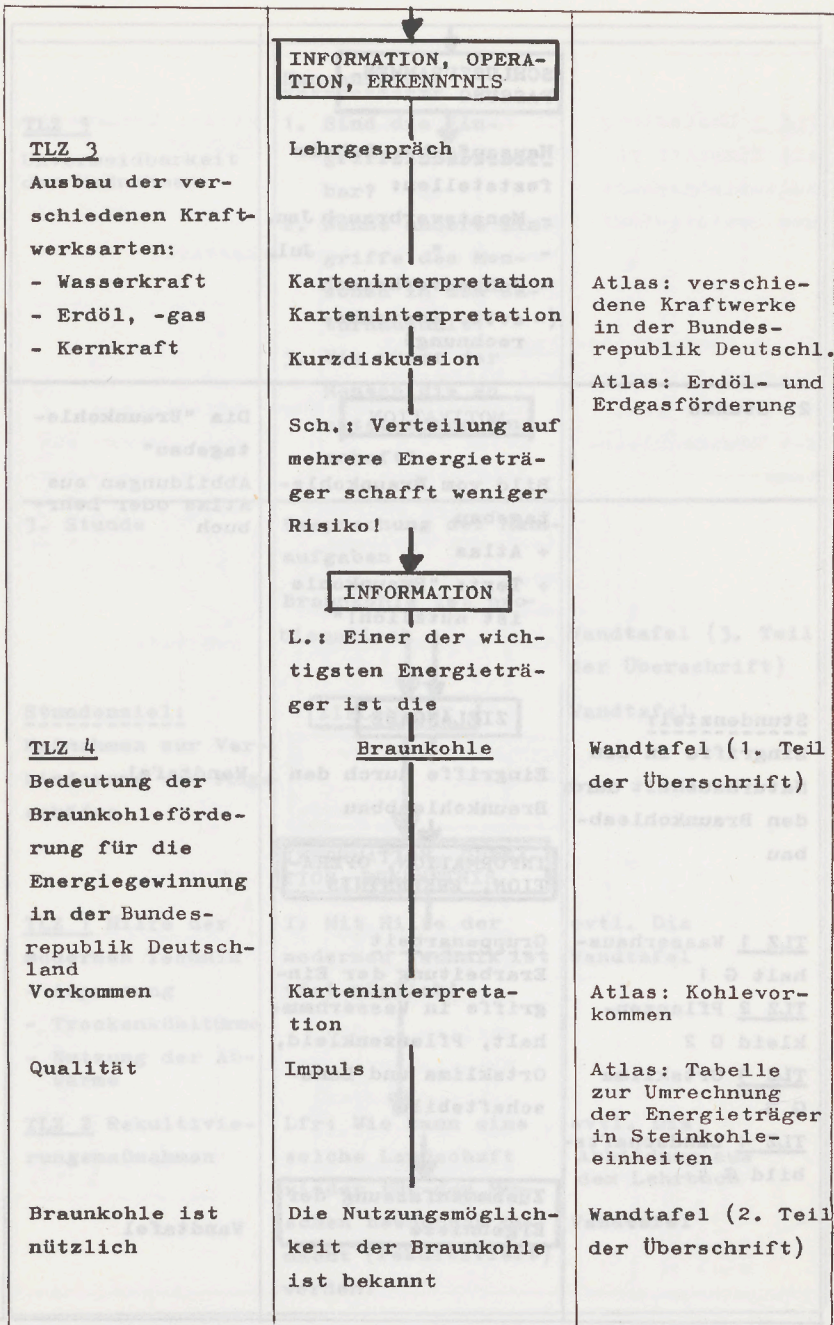 INFORMATION, OPERA-
TION, ERKENNTNIS
TLZ 3
Ausbau der ver-
schiedenen Kraft-
werksarten:
- Wasserkraft
- Erdöl, -gas
- Kernkraft
Lehrgespräch
Karteninterpretation
Karteninterpretation
Kurzdiskussion
Sch.: Verteilung auf
mehrere Energieträ-
ger schafft weniger
Risiko!
Atlas: verschie-
dene Kraftwerke
in der Bundes-
republik Deutschl.
Atlas: Erdöl- und
Erdgasförderung
INFORMATION
L.: Einer der wich-
tigsten Energieträ-
ger ist die
TLZ 4
Bedeutung der
Braunkohleförde-
rung für die
Energiegewinnung
in der Bundes-
republik Deutsch-
land
Braunkohle
Wandtafel (1. Teil
der Überschrift)
Vorkommen
Karteninterpreta-
tion
Atlas: Kohlevor-
kommen
Qualität
Impuls
Atlas: Tabelle
zur Umrechnung
der Energieträger
in Steinkohle-
einheiten
Braunkohle ist
nützlich
Die Nutzungsmöglich-
keit der Braunkohle
ist bekannt
Wandtafel (2. Teil
der Überschrift)